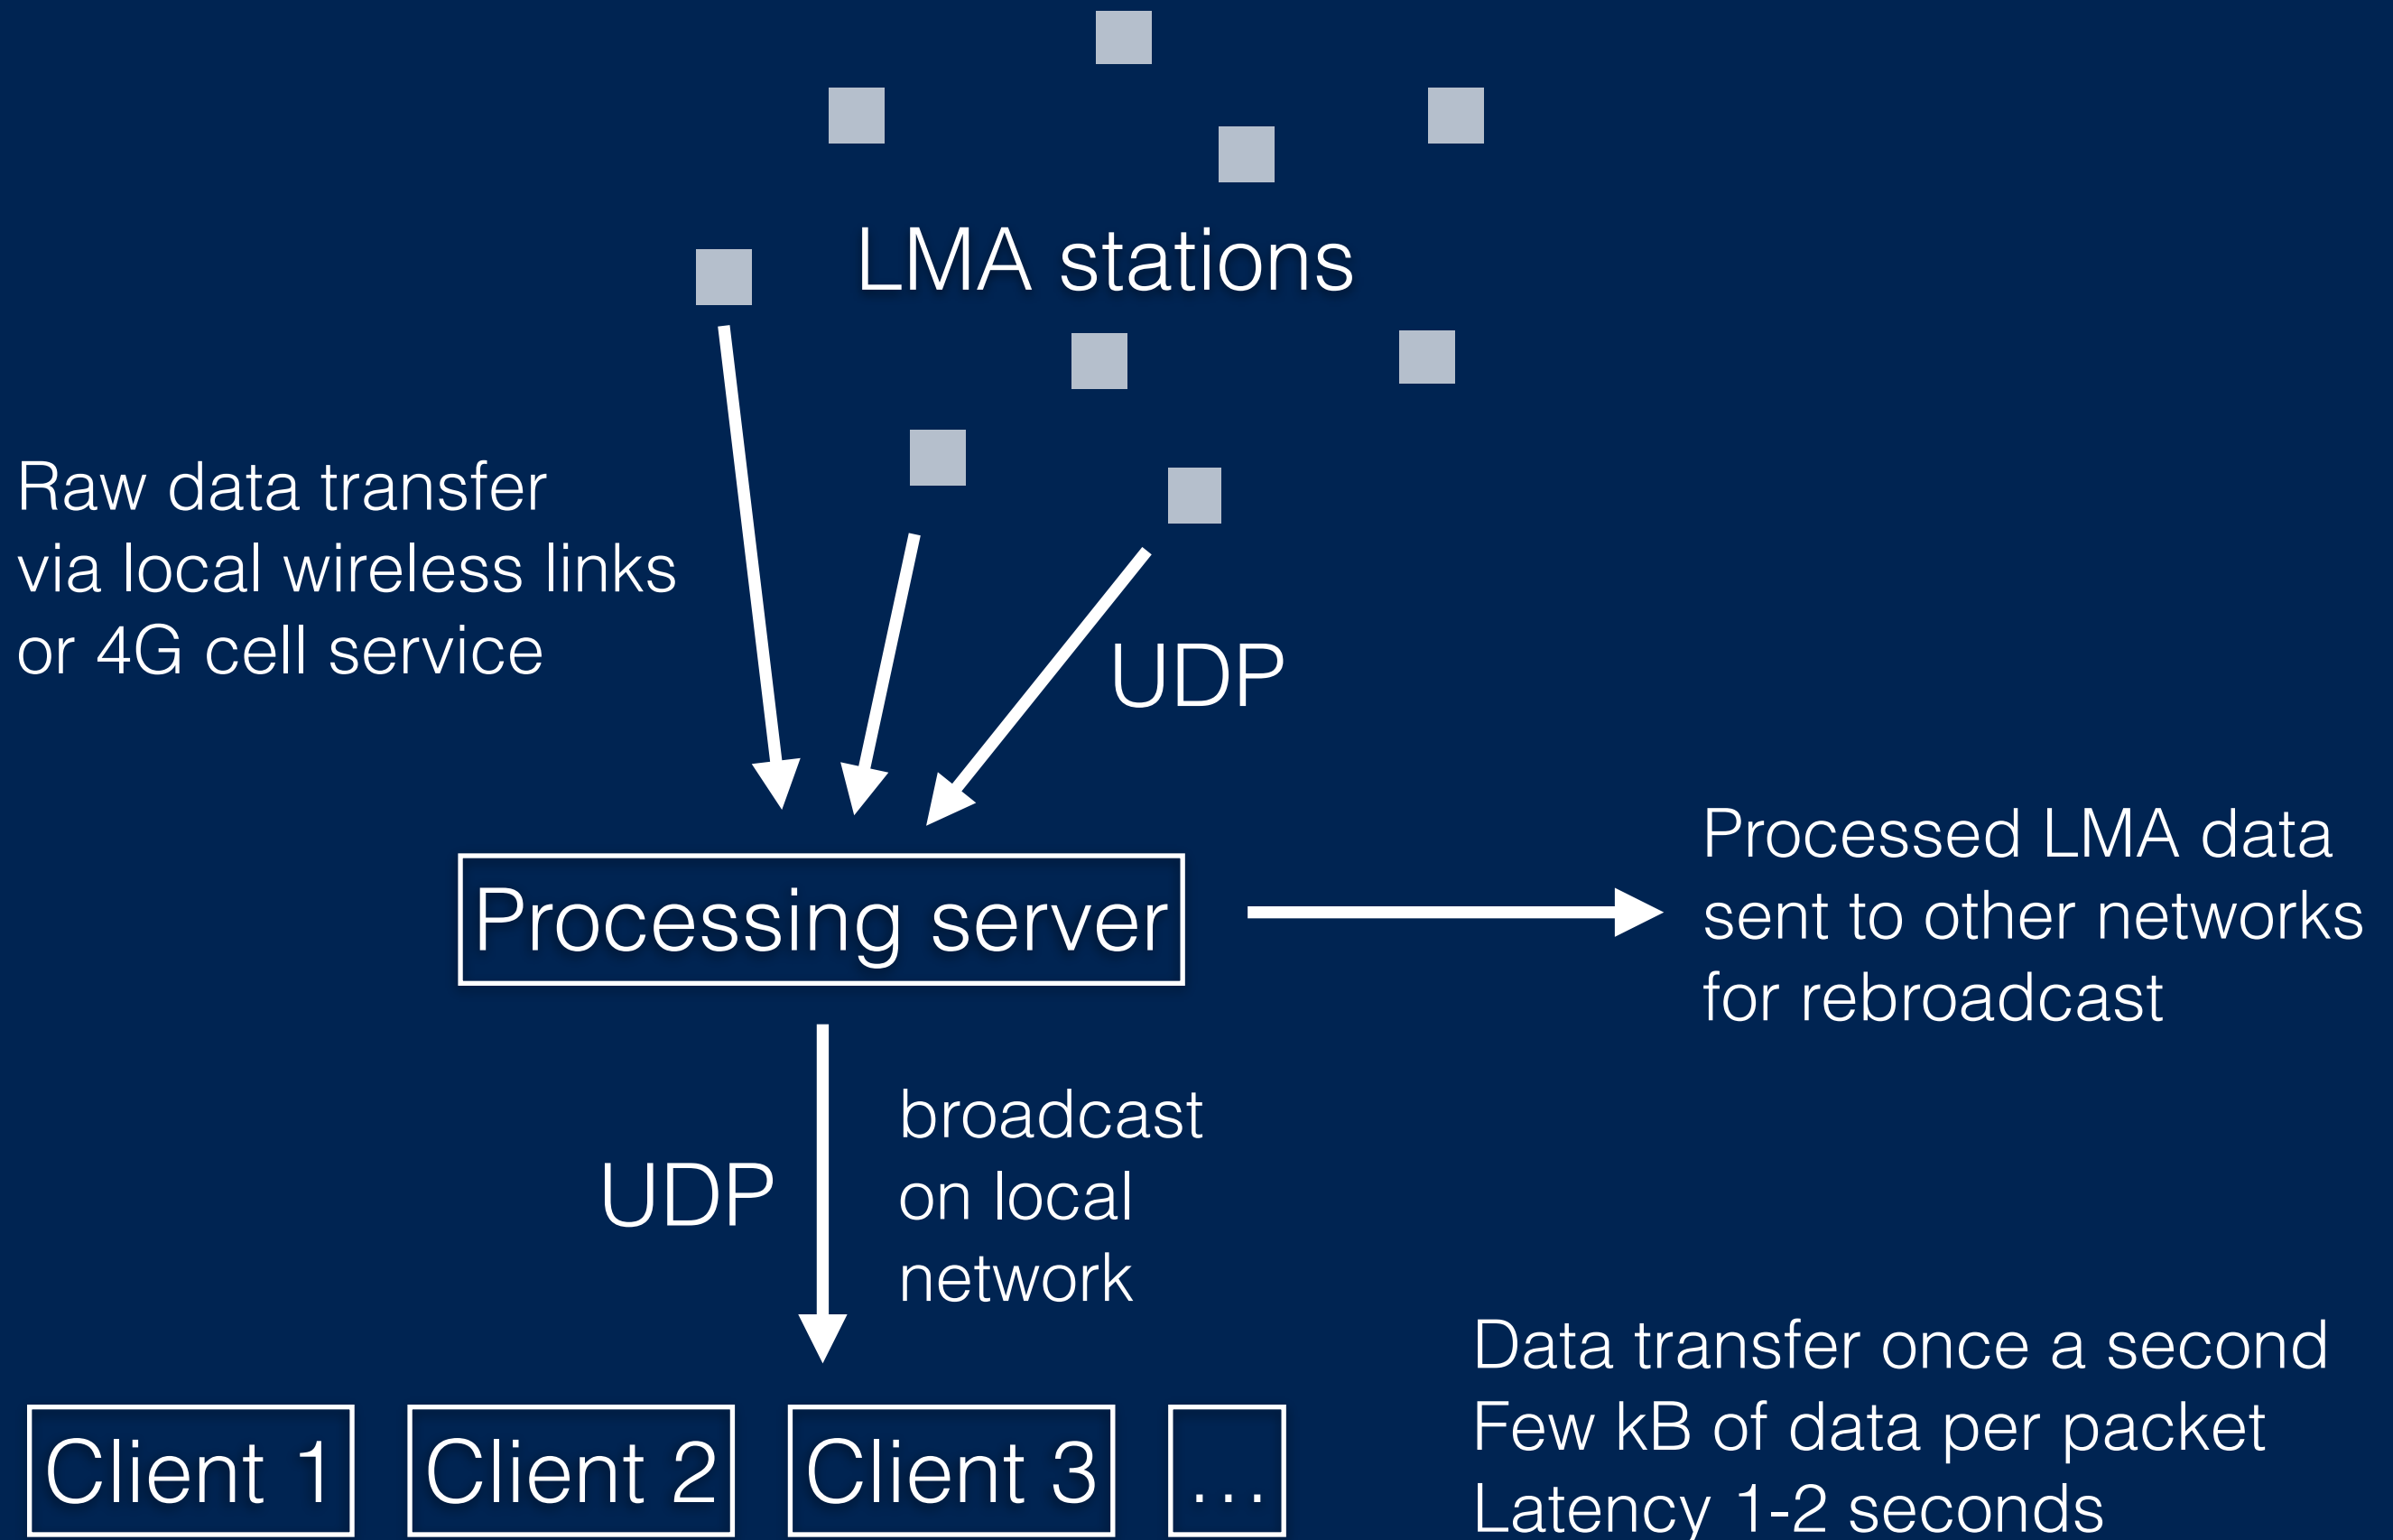 LMA stations
Raw data transfer
via local wireless links
or 4G cell service
UDP
Processing server
Processed LMA data
sent to other networks
for rebroadcast
UDP
broadcast
on local
network
Client 1
Client 2
Client 3
...
Data transfer once a second
Few kB of data per packet
Latency 1-2 seconds